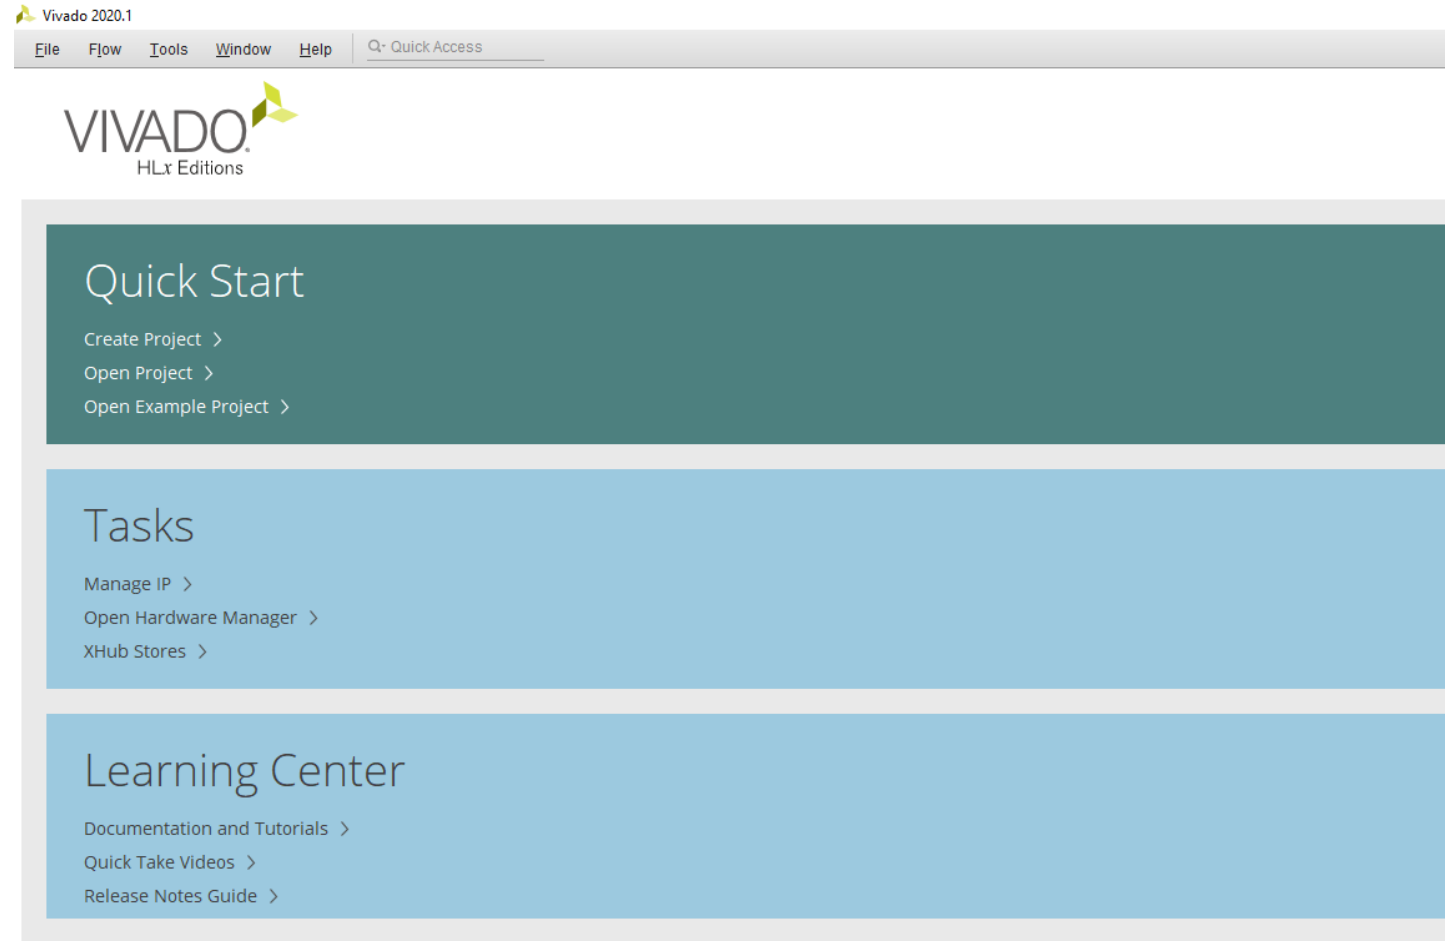 Vivado 2020.1
File Flow Tools Window Help Quick Access
VIVADO.
HLx Editions
Quick Start
Create Project >
Open Project >
Open Example Project >
Tasks
Manage IP >
Open Hardware Manager >
XHub Stores >
Learning Center
Documentation and Tutorials >
Quick Take Videos >
Release Notes Guide >